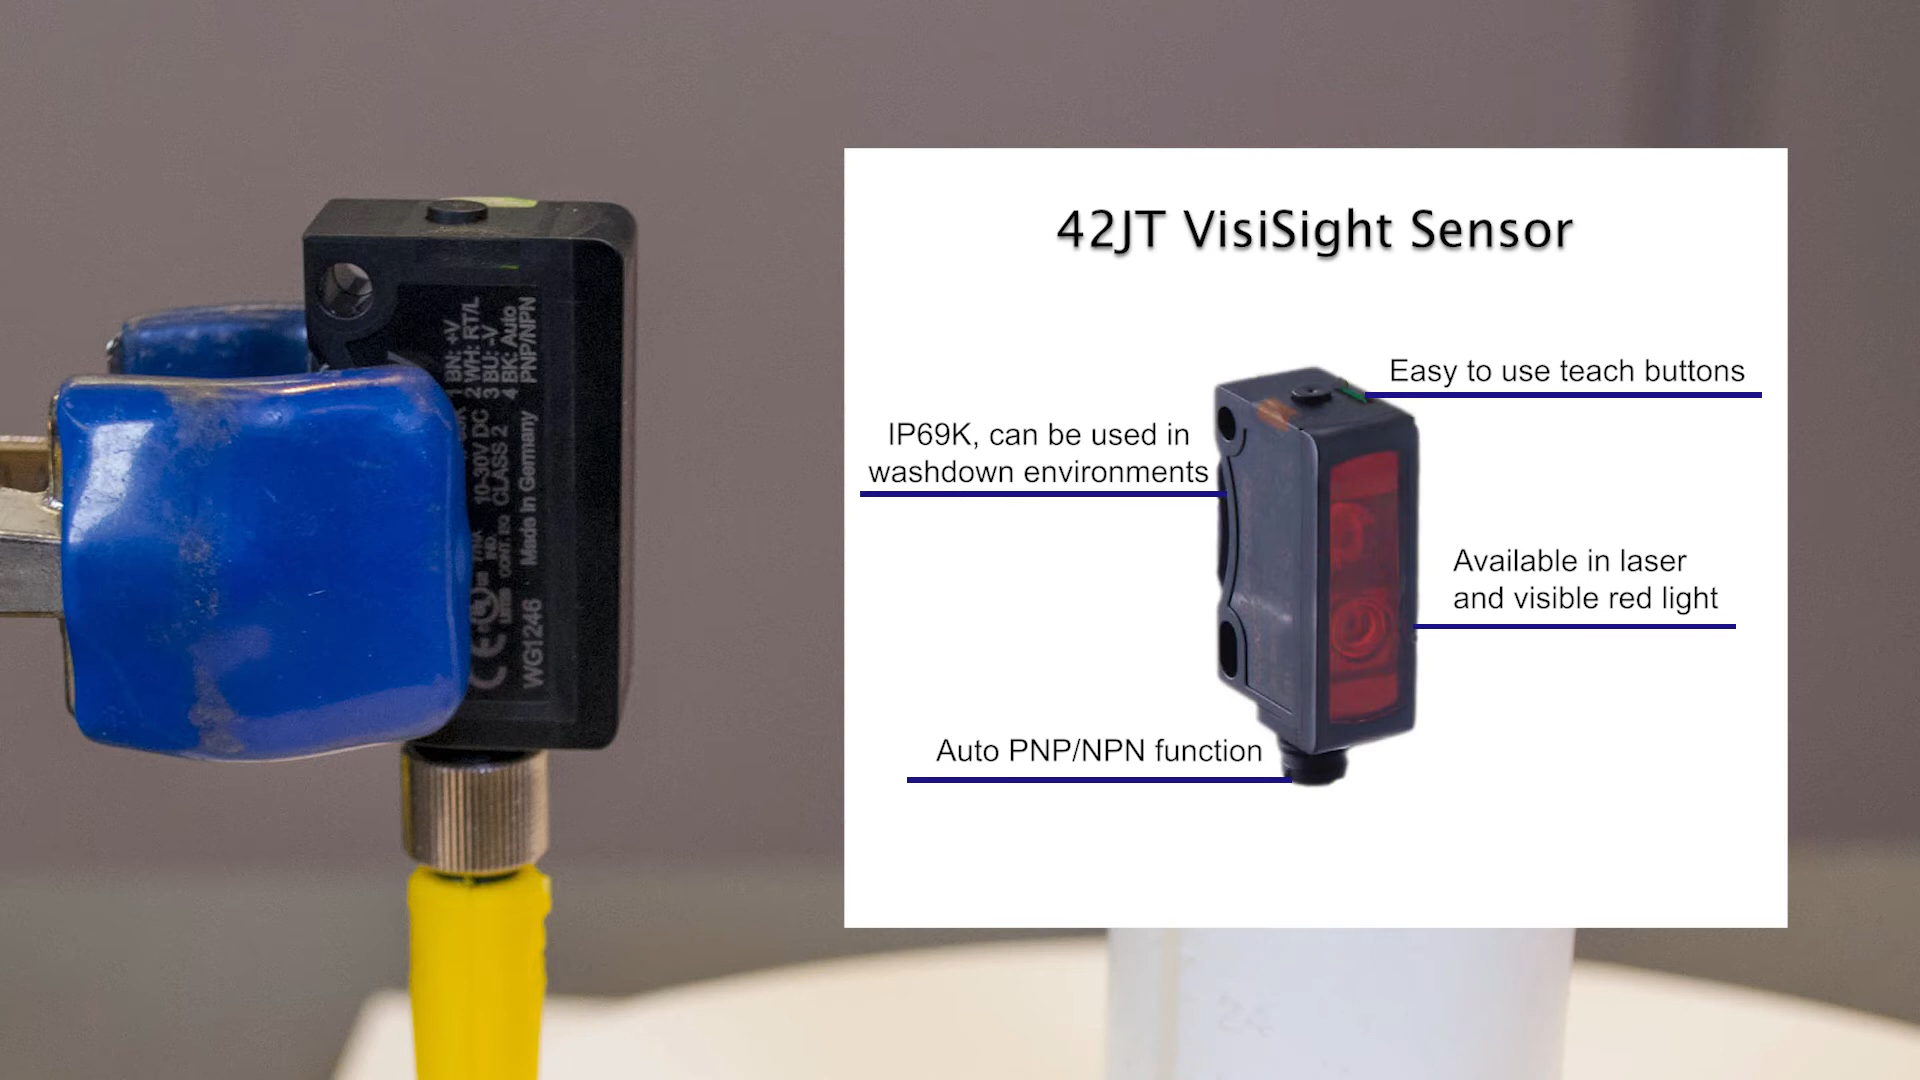 42JT VisiSight Sensor
Easy to use teach buttons
IP69K, can be used in
washdown environments
Available in laser
and visible red light
Auto PNP/NPN function
1 BN: +V
2 WH: RT/L
3 BU: -V
4 BK: Auto
PNP/NPN
10-30V DC
CLASS 2
Made in Germany
CE
WG1246
24